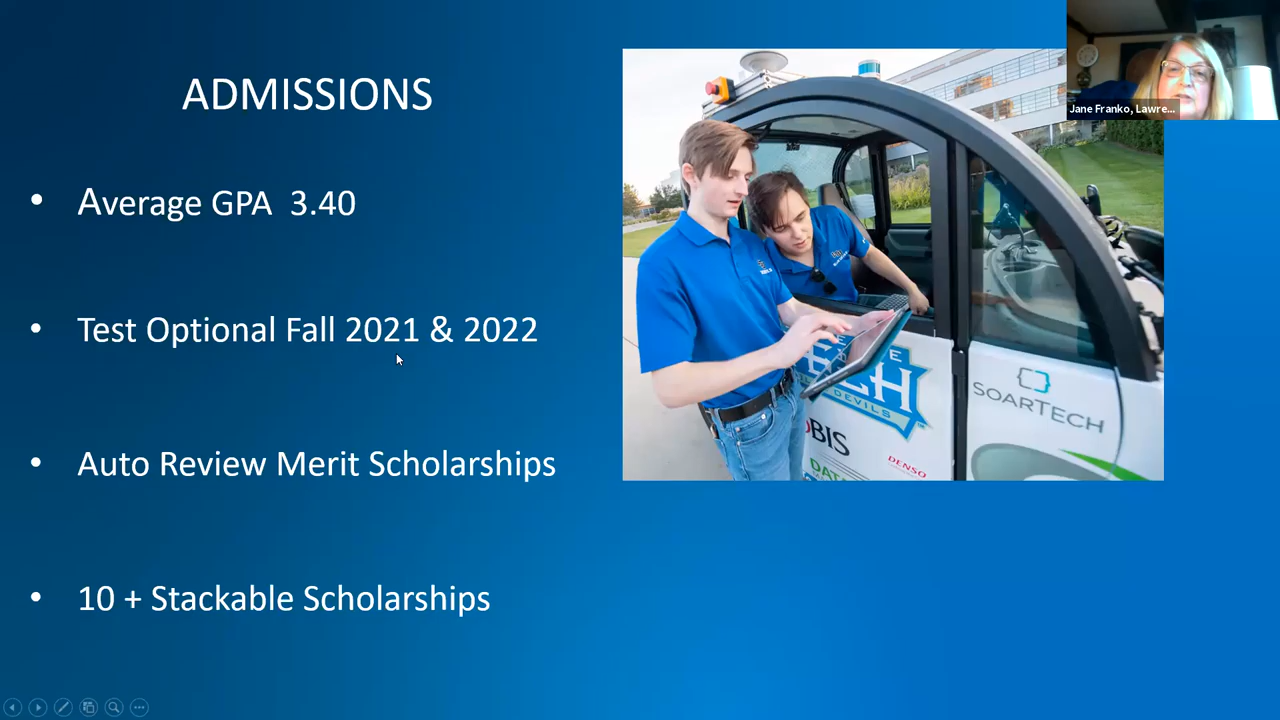 ADMISSIONS
Jane Franko, Lawre...
• Average GPA 3.40
• Test Optional Fall 2021 & 2022
• Auto Review Merit Scholarships
• 10 + Stackable Scholarships
SOARTECH
DEVILS
DENSO